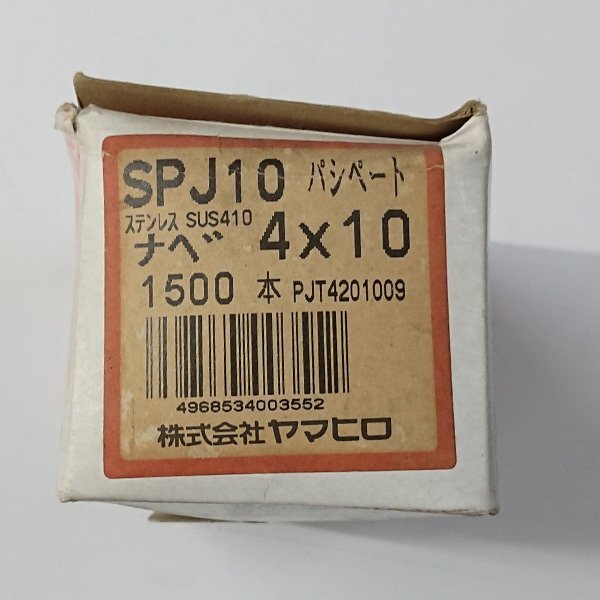 SPJ10 パシペート
ステンレス SUS410
ナベ 4×10
1500 本 PJT4201009
4968534003552
株式会社ヤマヒロ